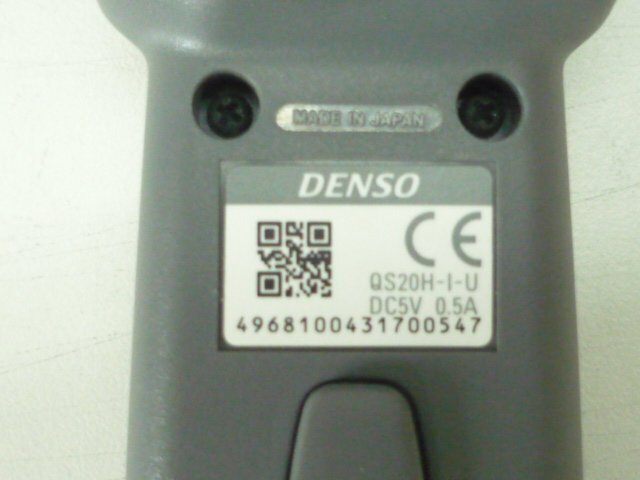 MADE IN JAPAN
DENSO
CE
QS20H-I-U
DC5V 0.5A
4968100431700547